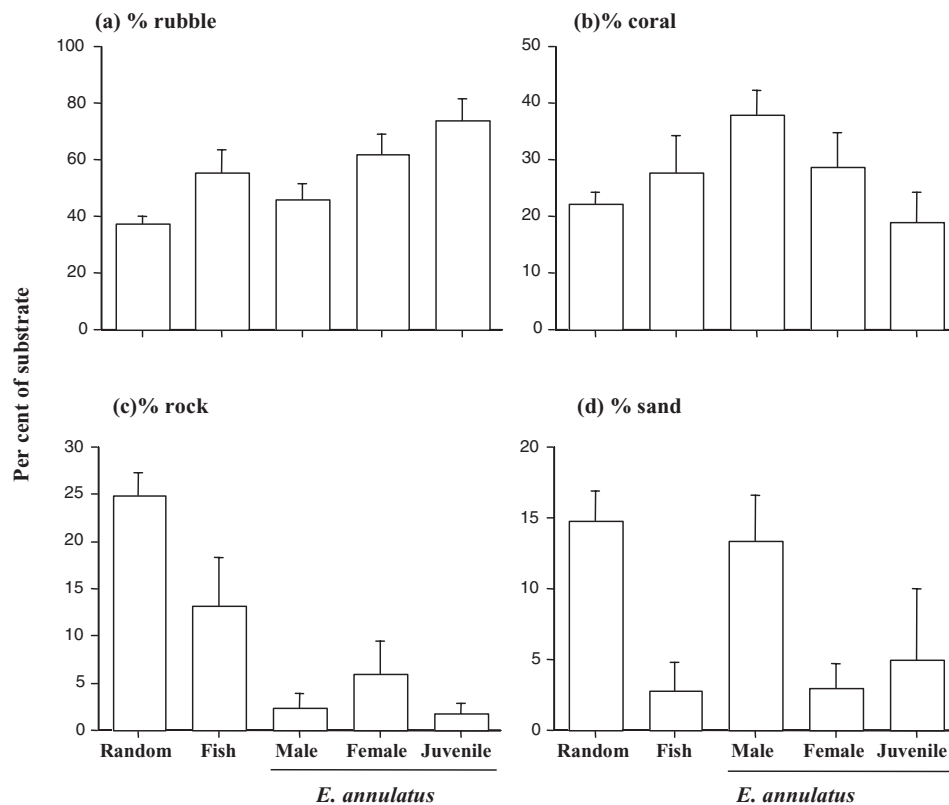 (a) % rubble
(b)% coral
100
80
60
40
20
0
50
40
30
20
10
0
Per cent of substrate
(c)% rock
(d) % sand
30
25
20
15
10
5
0
20
15
10
5
0
Random Fish Male Female Juvenile
Random Fish Male Female Juvenile
E. annulatus
E. annulatus